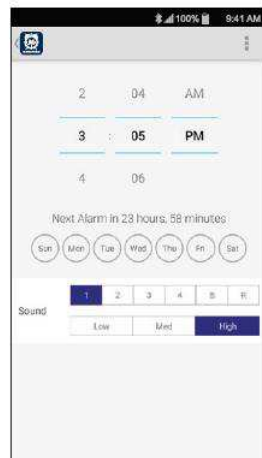 100% 9:41 AM
2 04 AM
3 : 05 PM
4 06
Next Alarm in 23 hours, 58 minutes
Sun Mon Tue Wed Thu Fri Sat
1 2 3 4 5 R
Sound
Low Med High